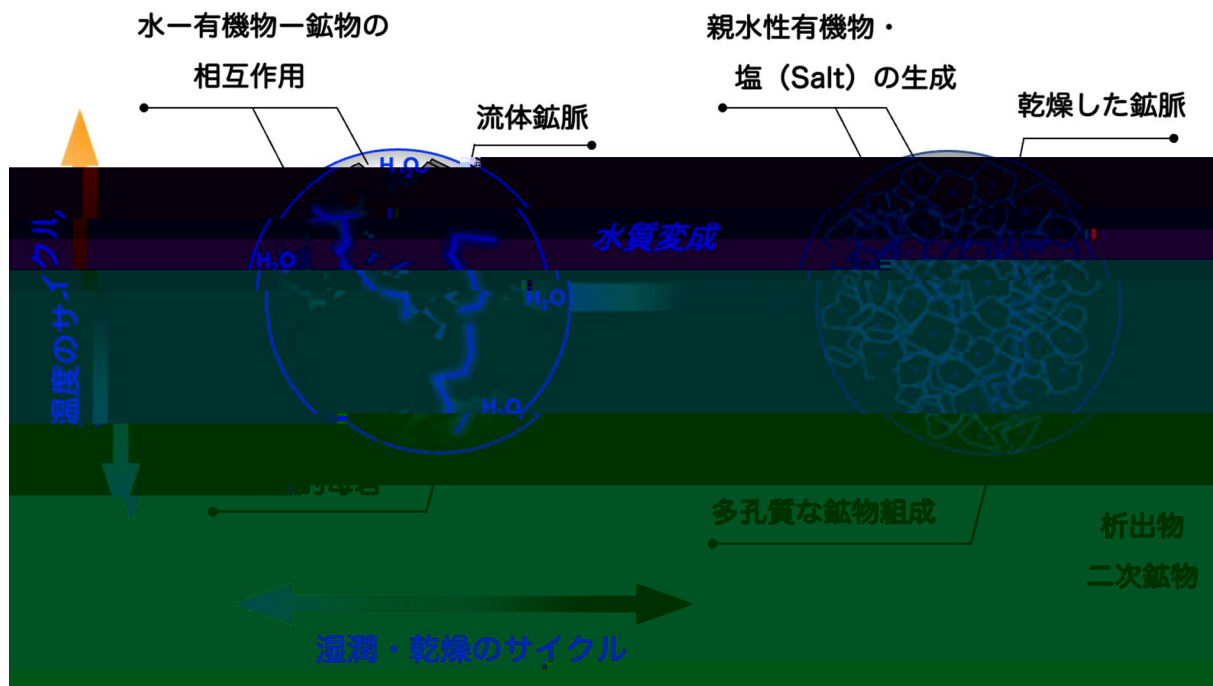 水ー有機物ー鉱物の
相互作用
流体鉱脈
親水性有機物・
塩（Salt）の生成
乾燥した鉱脈
温度のサイクル
H₂O
H₂O
H₂O
H₂O
水質変成
多孔質な鉱物組成
析出物
二次鉱物
湿潤・乾燥のサイクル